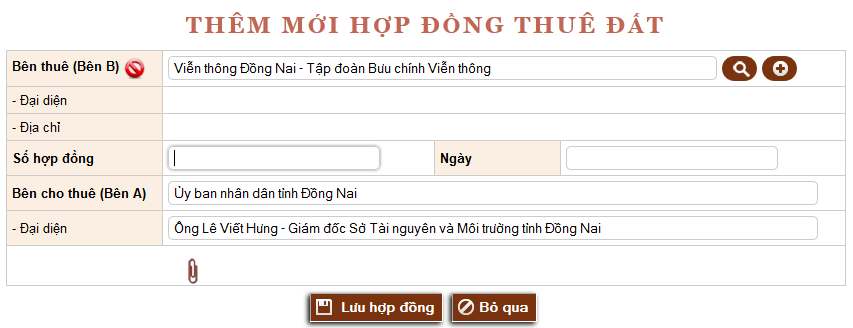 THÊM MỚI HỢP ĐỒNG THUÊ ĐẤT
Bên thuê (Bên B) Viễn thông Đồng Nai - Tập đoàn Bưu chính Viễn thông
- Đại diện
- Địa chỉ
Số hợp đồng Ngày
Bên cho thuê (Bên A) Ủy ban nhân dân tỉnh Đồng Nai
- Đại diện Ông Lê Viết Hưng - Giám đốc Sở Tài nguyên và Môi trường tỉnh Đồng Nai
Lưu hợp đồng Bỏ qua